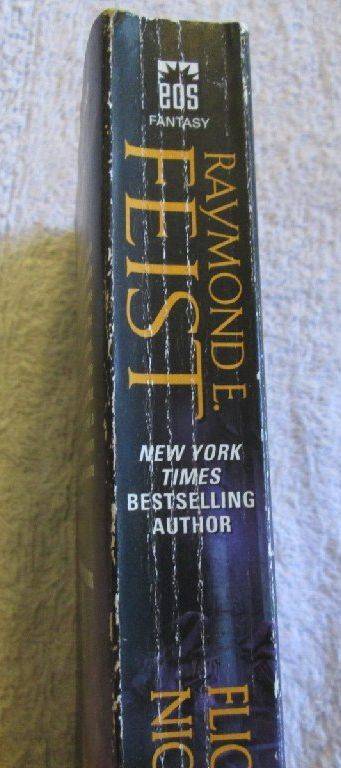 eos
FANTASY
RAYMOND E.
FEIST
NEW YORK
TIMES
BESTSELLING
AUTHOR